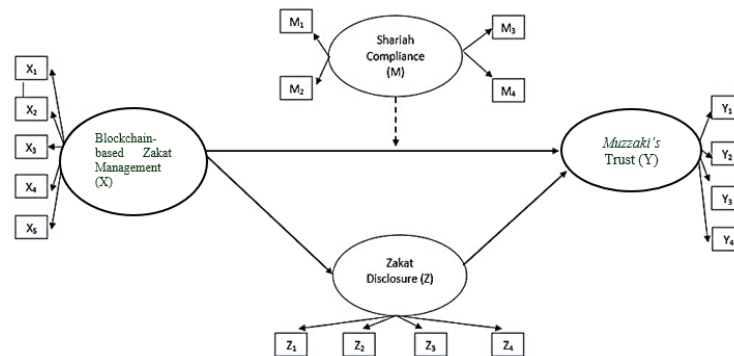 M₁
M₂
Shariah
Compliance
(M)
M₃
M₄
X₁
X₂
X₃
X₄
X₅
Blockchain-
based Zakat
Management
(X)
Muzzaki's
Trust (Y)
Y₁
Y₂
Y₃
Y₄
Zakat
Disclosure (Z)
Z₁
Z₂
Z₃
Z₄